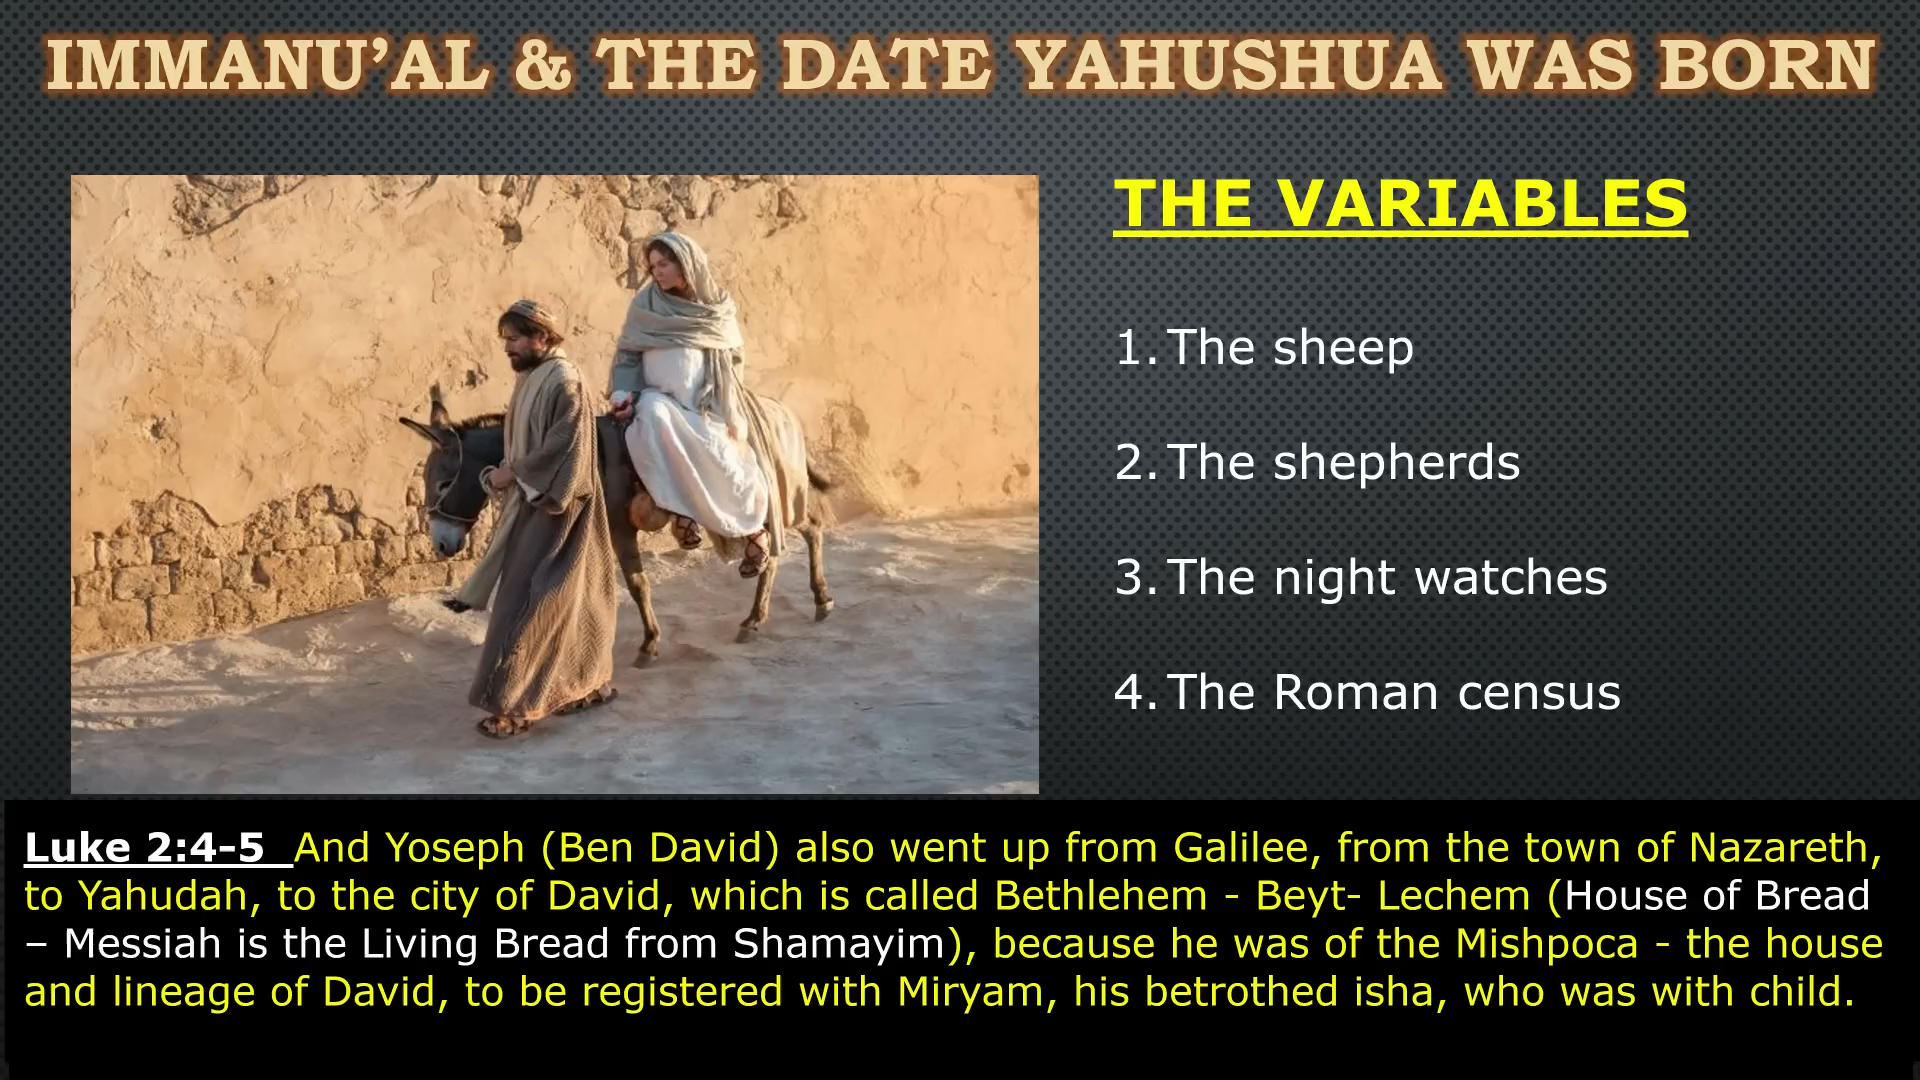 IMMANU’AL & THE DATE YAHUSHUA WAS BORN
THE VARIABLES
1. The sheep
2. The shepherds
3. The night watches
4. The Roman census
Luke 2:4-5 And Yoseph (Ben David) also went up from Galilee, from the town of Nazareth,
to Yahudah, to the city of David, which is called Bethlehem - Beyt- Lechem (House of Bread
– Messiah is the Living Bread from Shamayim), because he was of the Mishpoca - the house
and lineage of David, to be registered with Miryam, his betrothed isha, who was with child.